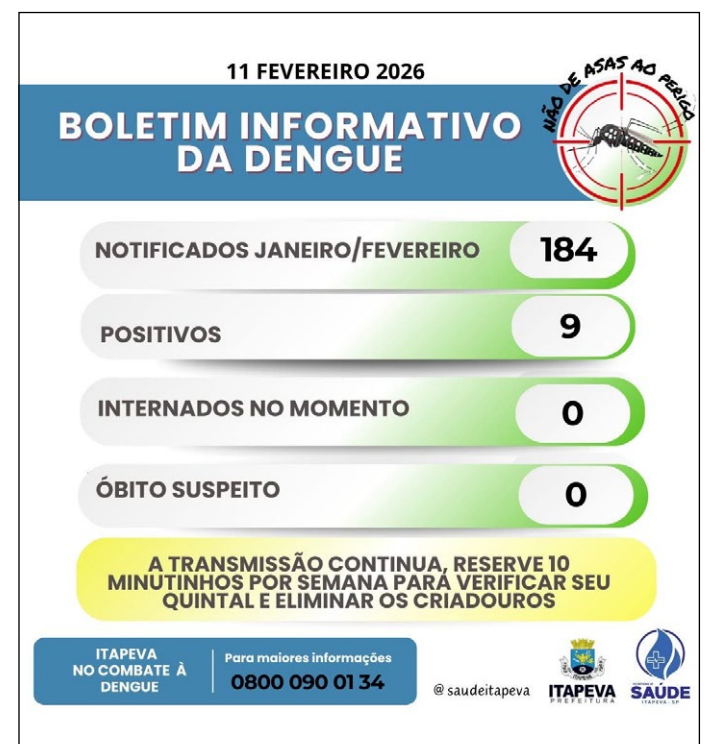 11 FEVEREIRO 2026
NÃO DE ASAS AO PERIGO
BOLETIM INFORMATIVO
DA DENGUE
NOTIFICADOS JANEIRO/FEVEREIRO 184
POSITIVOS 9
INTERNADOS NO MOMENTO 0
ÓBITO SUSPEITO 0
A TRANSMISSÃO CONTINUA, RESERVE 10
MINUTINHOS POR SEMANA PARA VERIFICAR SEU
QUINTAL E ELIMINAR OS CRIADOUROS
ITAPEVA
NO COMBATE À
DENGUE
Para maiores informações
0800 090 01 34
@saudeitapeva
ITAPEVA
PREFEITURA
SAÚDE
ITAPEVA - SP